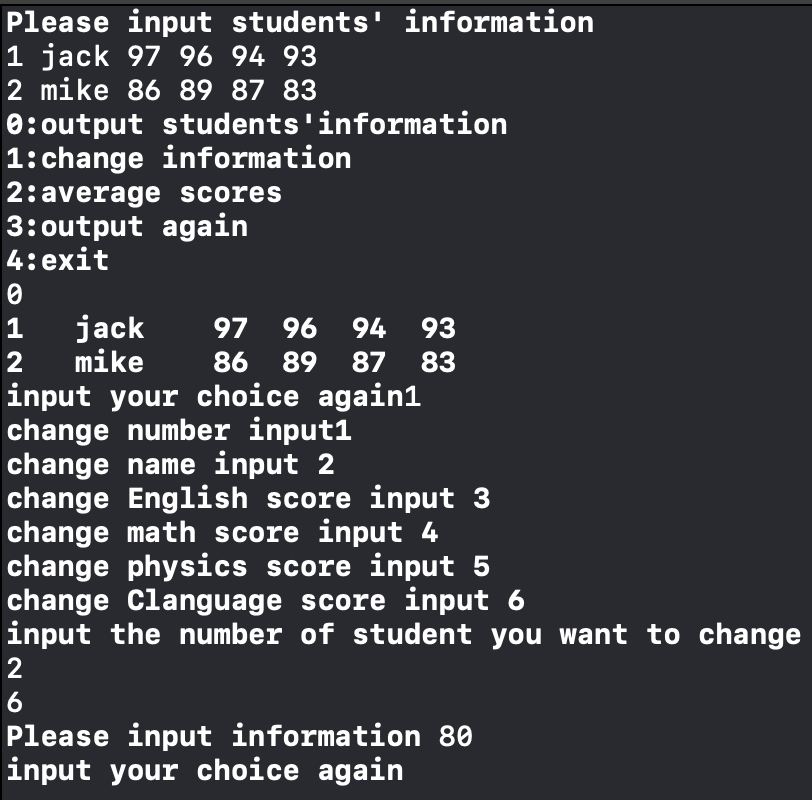 Please input students' information
1 jack 97 96 94 93
2 mike 86 89 87 83
0:output students'information
1:change information
2:average scores
3:output again
4:exit
0
1   jack    97  96  94  93
2   mike    86  89  87  83
input your choice again1
change number input1
change name input 2
change English score input 3
change math score input 4
change physics score input 5
change Clanguage score input 6
input the number of student you want to change
2
6
Please input information 80
input your choice again